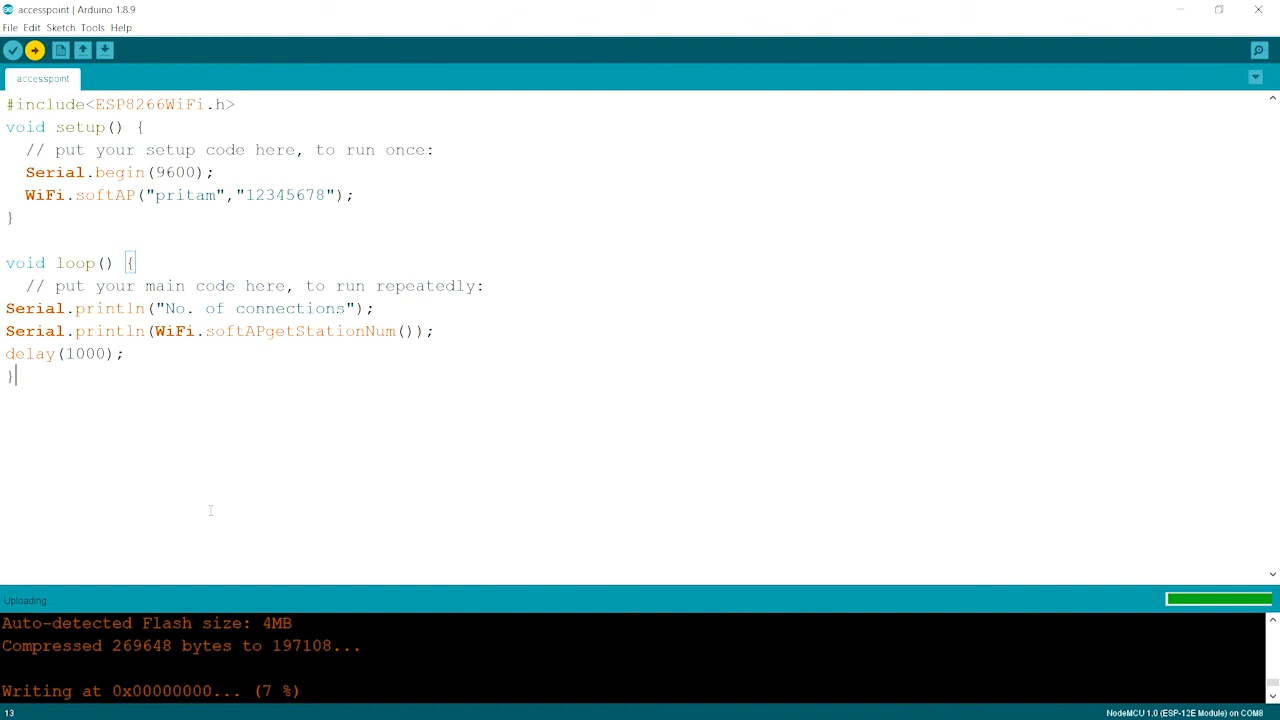 accesspoint | Arduino 1.8.9
File Edit Sketch Tools Help
accesspoint
#include<ESP8266WiFi.h>
void setup() {
  // put your setup code here, to run once:
  Serial.begin(9600);
  WiFi.softAP("pritam","12345678");
}
void loop() {
  // put your main code here, to run repeatedly:
Serial.println("No. of connections");
Serial.println(WiFi.softAPgetStationNum());
delay(1000);
}
Uploading.
Auto-detected Flash size: 4MB
Compressed 269648 bytes to 197108...
Writing at 0x00000000... (7 %)
13
NodeMCU 1.0 (ESP-12E Module) on COM8